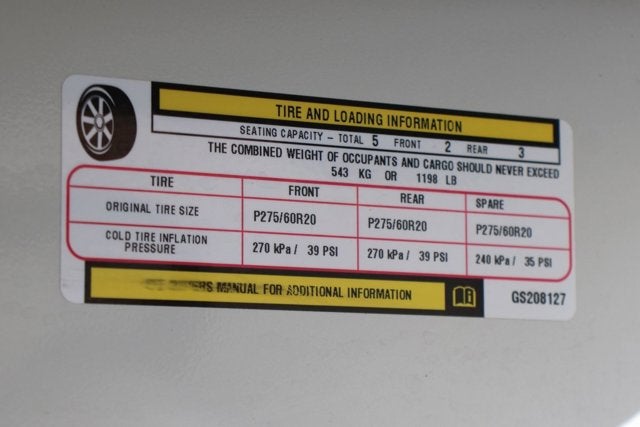 TIRE AND LOADING INFORMATION
SEATING CAPACITY – TOTAL 5 FRONT 2 REAR 3
THE COMBINED WEIGHT OF OCCUPANTS AND CARGO SHOULD NEVER EXCEED
543 KG OR 1198 LB
TIRE FRONT REAR SPARE
ORIGINAL TIRE SIZE P275/60R20 P275/60R20 P275/60R20
COLD TIRE INFLATION
PRESSURE 270 kPa / 39 PSI 270 kPa / 39 PSI 240 kPa / 35 PSI
MANUAL FOR ADDITIONAL INFORMATION
GS208127